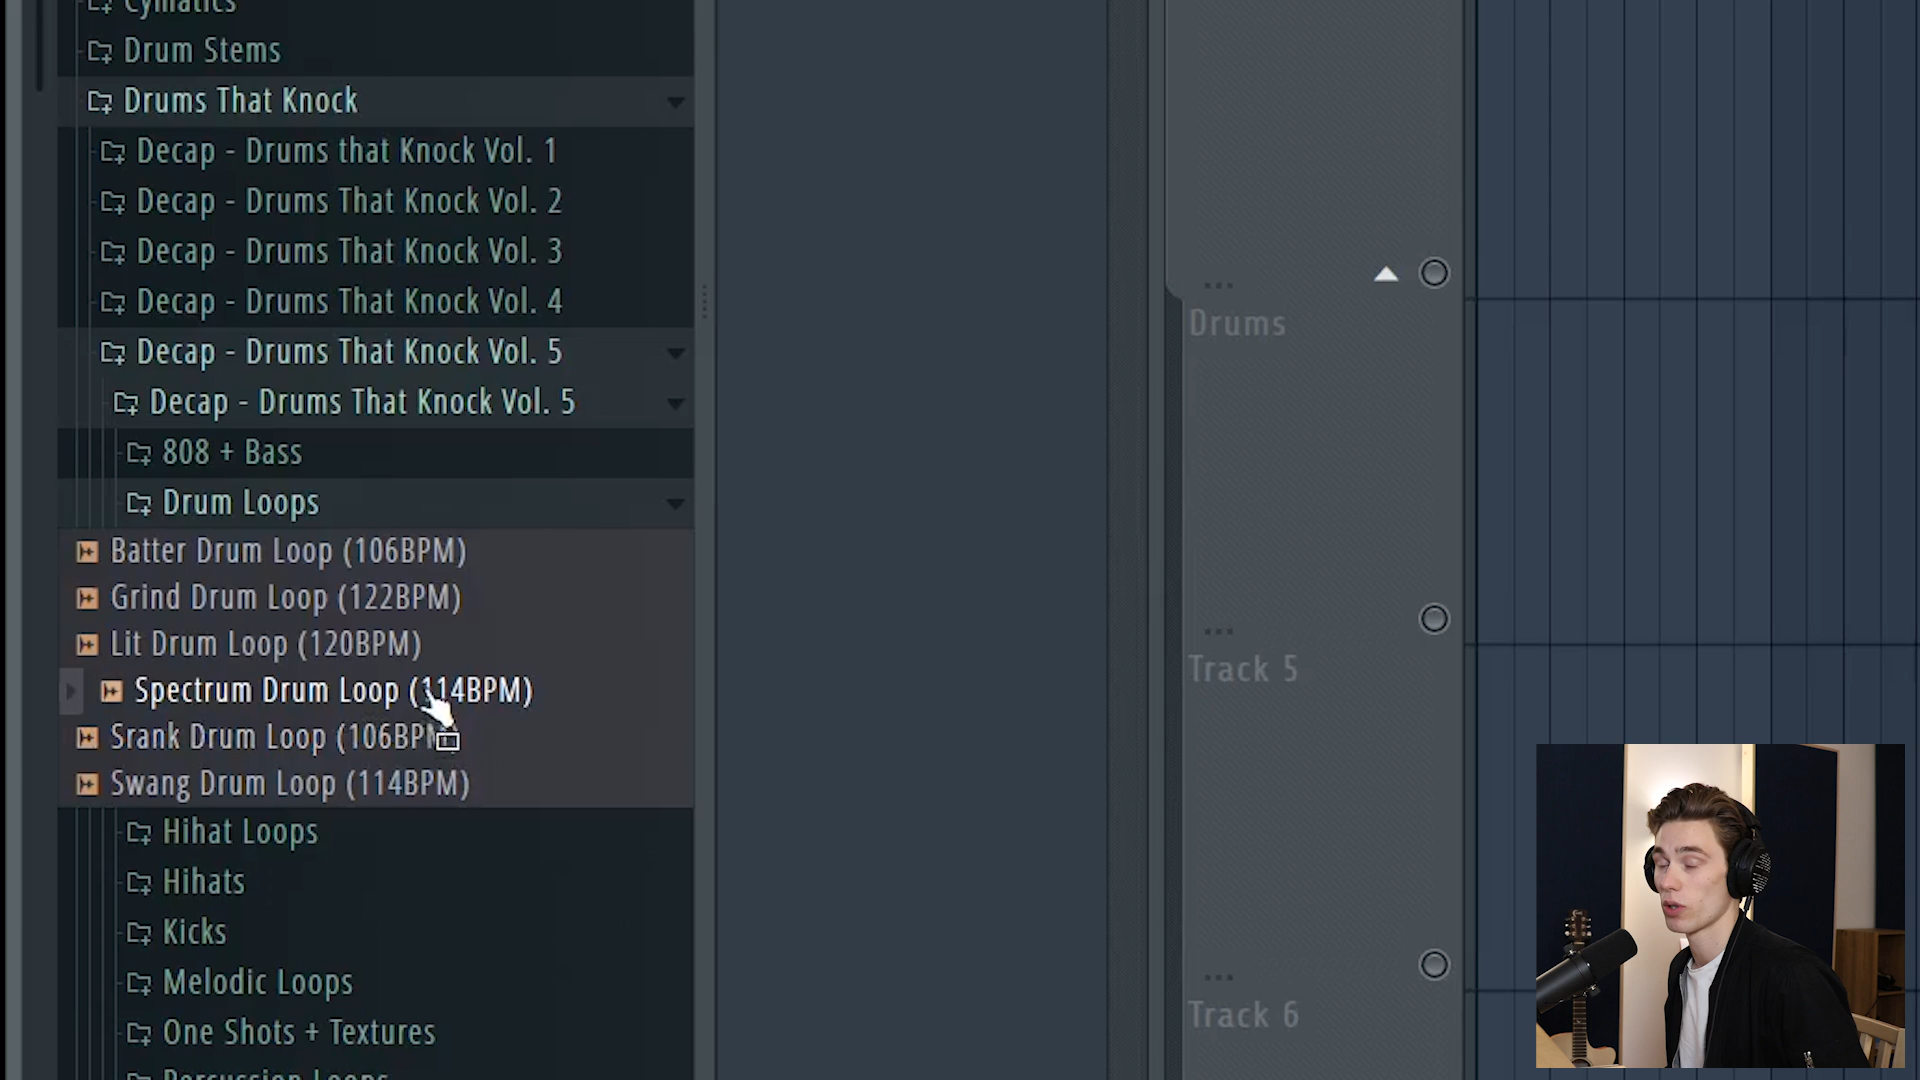 Cymatics
Drum Stems
Drums That Knock
Decap - Drums that Knock Vol. 1
Decap - Drums That Knock Vol. 2
Decap - Drums That Knock Vol. 3
Decap - Drums That Knock Vol. 4
Decap - Drums That Knock Vol. 5
Decap - Drums That Knock Vol. 5
808 + Bass
Drum Loops
Batter Drum Loop (106BPM)
Grind Drum Loop (122BPM)
Lit Drum Loop (120BPM)
Spectrum Drum Loop (114BPM)
Srank Drum Loop (106BPM)
Swang Drum Loop (114BPM)
Hihat Loops
Hihats
Kicks
Melodic Loops
One Shots + Textures
Percussion Loops
Drums
Track 5
Track 6